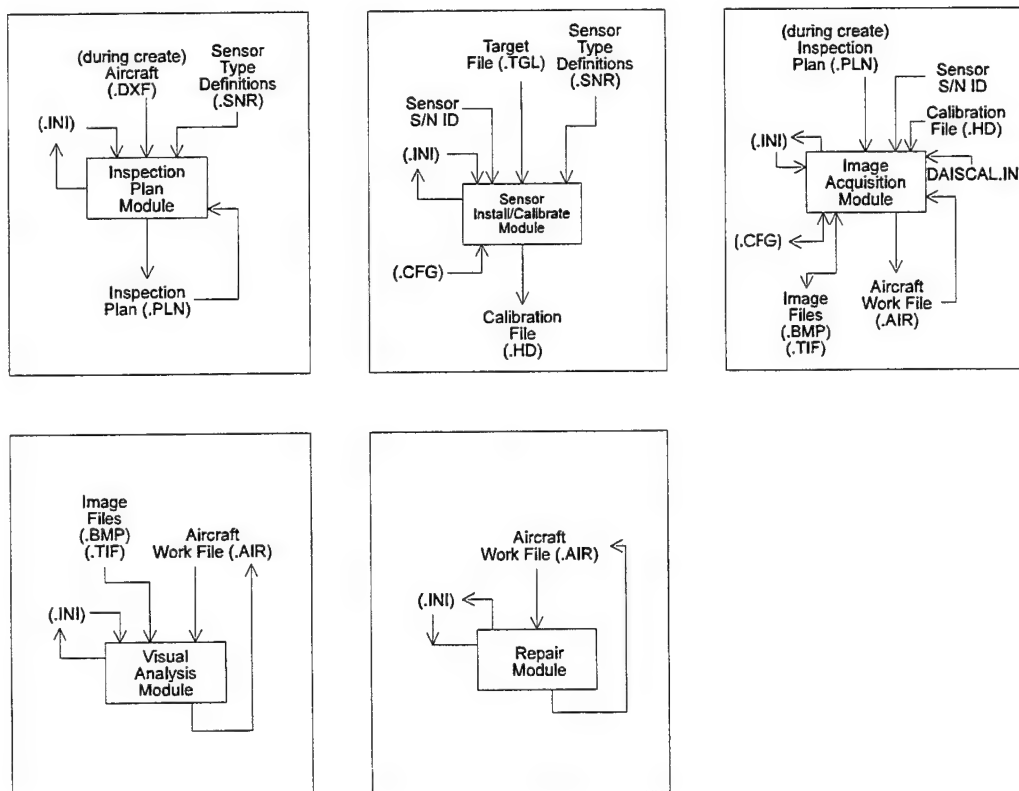 (during create)
Aircraft
(.DXF)
Sensor
Type
Definitions
(.SNR)
(.INI)
Inspection
Plan
Module
Inspection
Plan (.PLN)
Target
File (.TGL)
Sensor
Type
Definitions
(.SNR)
Sensor
S/N ID
(.INI)
Sensor
Install/Calibrate
Module
(.CFG)
Calibration
File
(.HD)
(during create)
Inspection
Plan (.PLN)
Sensor
S/N ID
Calibration
File (.HD)
(.INI)
Image
Acquisition
Module
DAISCAL.IN
(.CFG)
Image
Files
(.BMP)
(.TIF)
Aircraft
Work File
(.AIR)
Image
Files
(.BMP)
(.TIF)
Aircraft
Work File (.AIR)
(.INI)
Visual
Analysis
Module
Aircraft
Work File (.AIR)
(.INI)
Repair
Module